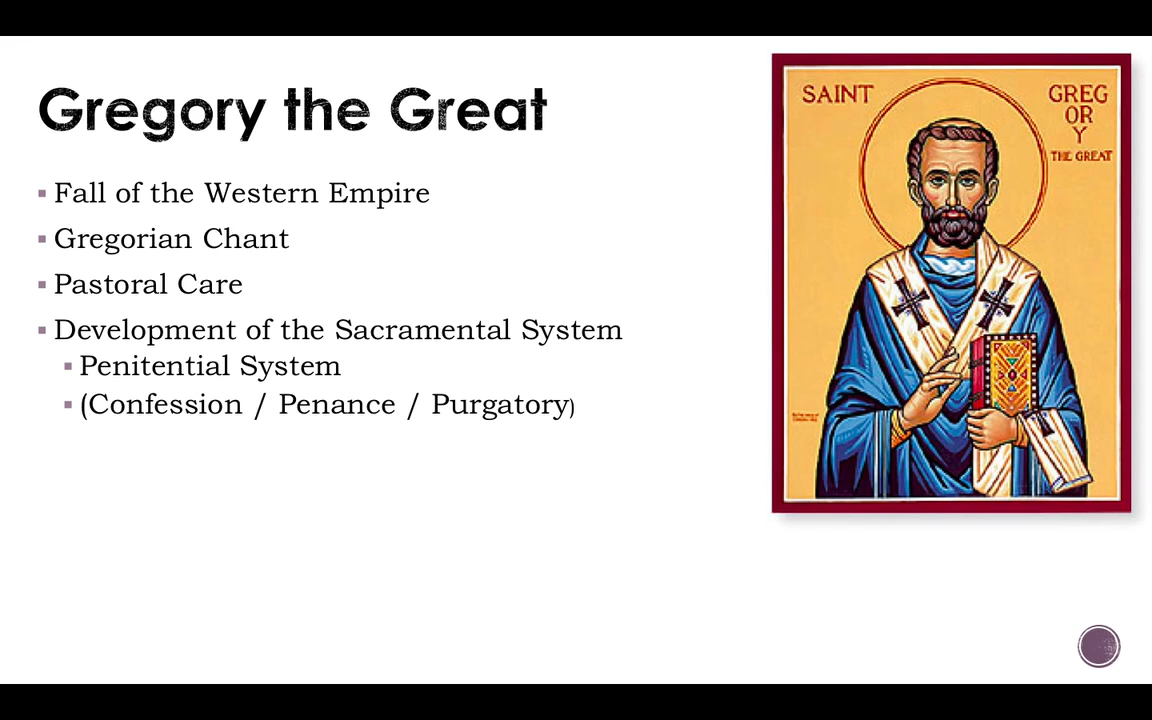 Gregory the Great
▪ Fall of the Western Empire
▪ Gregorian Chant
▪ Pastoral Care
▪ Development of the Sacramental System
▪ Penitential System
▪ (Confession / Penance / Purgatory)
SAINT
GREG
OR
Y
THE GREAT